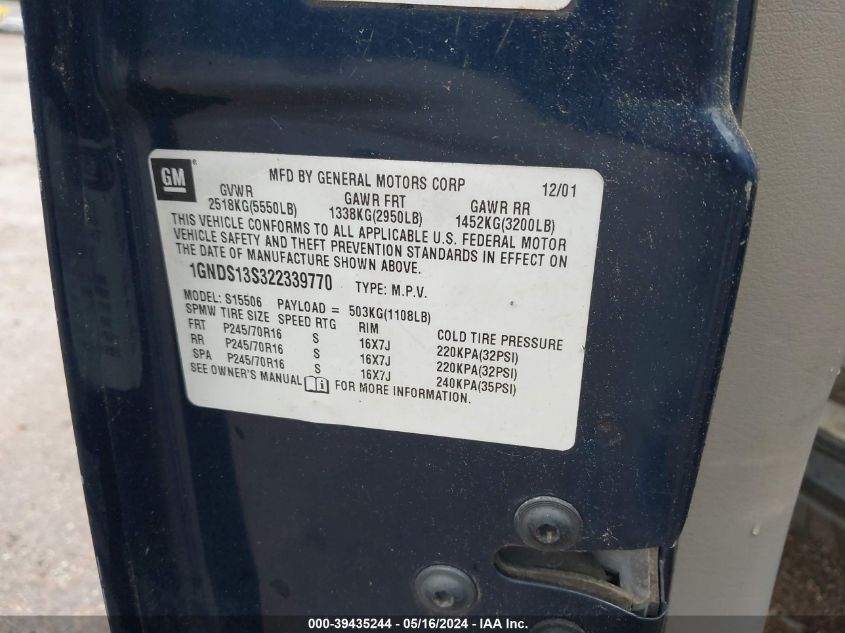 GM
MFD BY GENERAL MOTORS CORP 12/01
GVWR GAWR FRT GAWR RR
2518KG(5550LB) 1338KG(2950LB) 1452KG(3200LB)
THIS VEHICLE CONFORMS TO ALL APPLICABLE U.S. FEDERAL MOTOR
VEHICLE SAFETY AND THEFT PREVENTION STANDARDS IN EFFECT ON
THE DATE OF MANUFACTURE SHOWN ABOVE.
1GNDS13S322339770 TYPE: M.P.V.
MODEL: S15506 PAYLOAD = 503KG(1108LB)
SPMW TIRE SIZE SPEED RTG RIM COLD TIRE PRESSURE
FRT P245/70R16 S 16X7J 220KPA(32PSI)
RR P245/70R16 S 16X7J 220KPA(32PSI)
SPA P245/70R16 S 16X7J 240KPA(35PSI)
SEE OWNER'S MANUAL FOR MORE INFORMATION.
000-39435244 - 05/16/2024 - IAAI Inc.